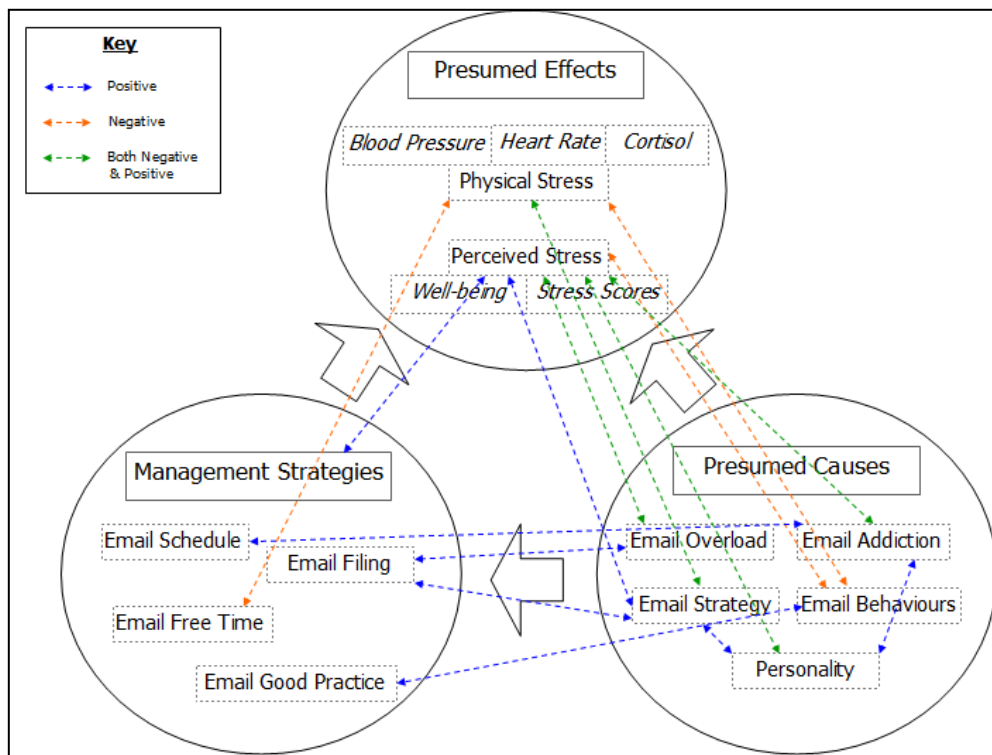 Key
Positive
Negative
Both Negative
& Positive
Presumed Effects
Blood Pressure
Heart Rate
Cortisol
Physical Stress
Perceived Stress
Well-being
Stress Scores
Management Strategies
Email Schedule
Email Filing
Email Free Time
Email Good Practice
Presumed Causes
Email Overload
Email Addiction
Email Strategy
Email Behaviours
Personality